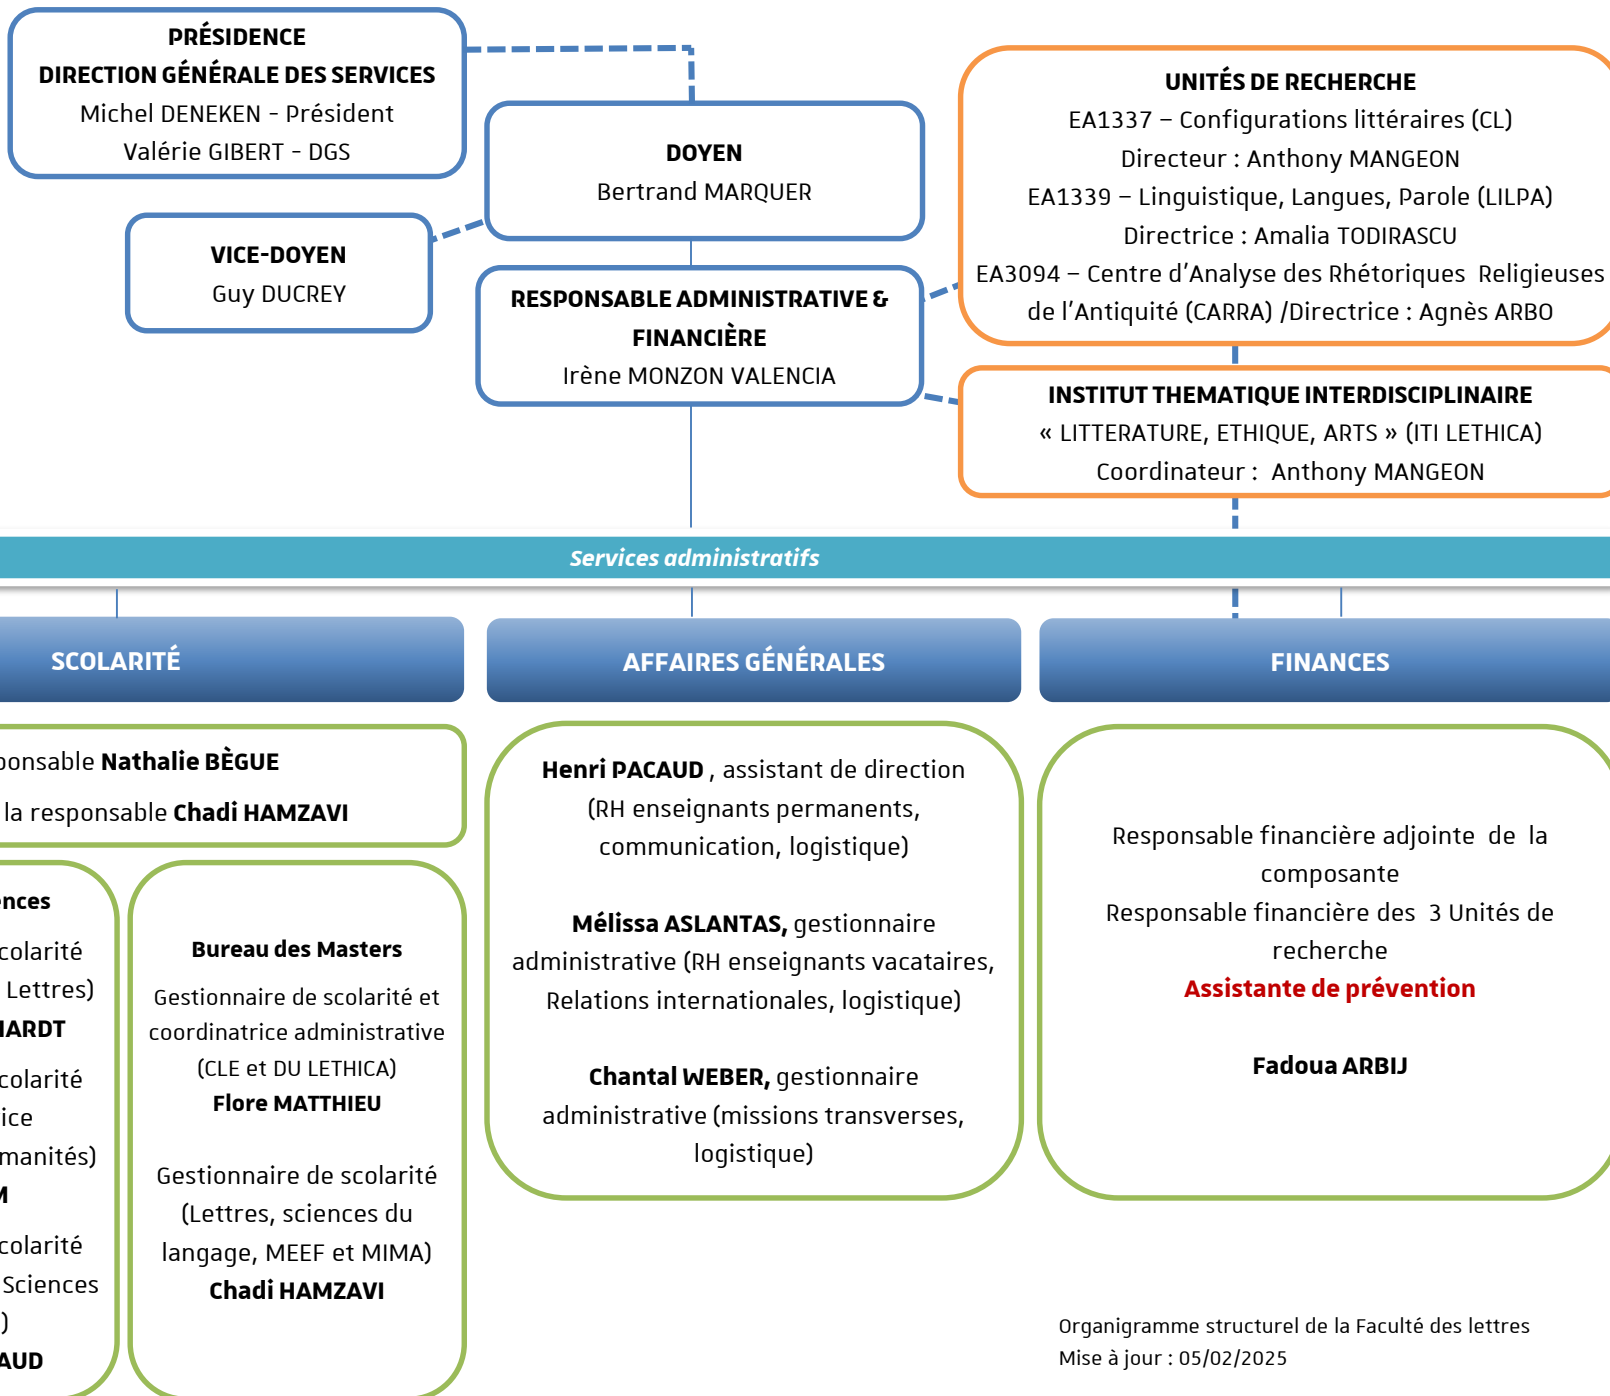 PRÉSIDENCE
DIRECTION GÉNÉRALE DES SERVICES
Michel DENEKEN - Président
Valérie GIBERT - DGS
DOYEN
Bertrand MARQUER
VICE-DOYEN
Guy DUCREY
RESPONSABLE ADMINISTRATIVE &
FINANCIÈRE
Irène MONZON VALENCIA
UNITÉS DE RECHERCHE
EA1337 – Configurations littéraires (CL)
Directeur : Anthony MANGEON
EA1339 – Linguistique, Langues, Parole (LILPA)
Directrice : Amalia TODIRASCU
EA3094 – Centre d'Analyse des Rhétoriques Religieuses
de l'Antiquité (CARRA) /Directrice : Agnès ARBO
INSTITUT THEMATIQUE INTERDISCIPLINAIRE
« LITTERATURE, ETHIQUE, ARTS » (ITI LETHICA)
Coordinateur : Anthony MANGEON
Services administratifs
SCOLARITÉ
Nathalie BÈGUE
la responsable Chadi HAMZAVI
Lettres)
Sciences
)
Bureau des Masters
Gestionnaire de scolarité et
coordinatrice administrative
(CLE et DU LETHICA)
Flore MATTHIEU
Gestionnaire de scolarité
(Lettres, sciences du
langage, MEEF et MIMA)
Chadi HAMZAVI
AFFAIRES GÉNÉRALES
Henri PACAUD , assistant de direction
(RH enseignants permanents,
communication, logistique)
Mélissa ASLANTAS, gestionnaire
administrative (RH enseignants vacataires,
Relations internationales, logistique)
Chantal WEBER, gestionnaire
administrative (missions transverses,
logistique)
FINANCES
Responsable financière adjointe de la
composante
Responsable financière des 3 Unités de
recherche
Assistante de prévention
Fadoua ARBIJ
Organigramme structurel de la Faculté des lettres
Mise à jour : 05/02/2025